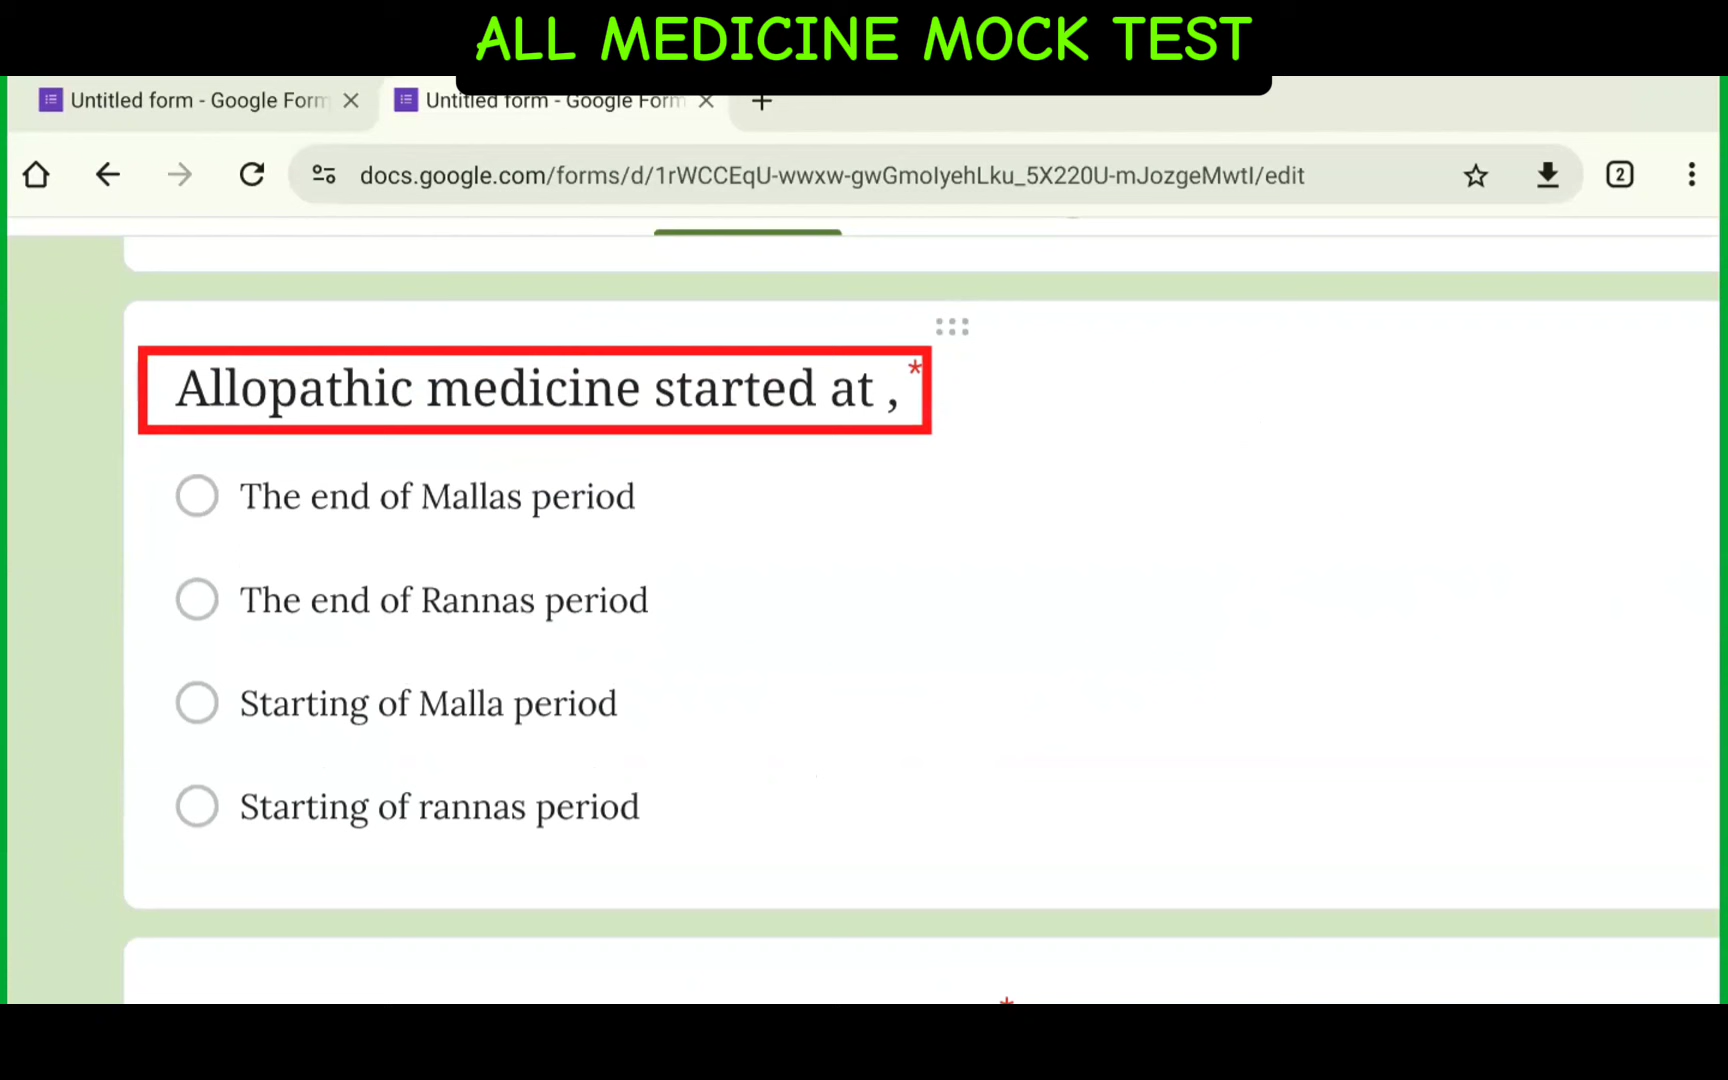 ALL MEDICINE MOCK TEST
Untitled form - Google Form
Untitled form - Google Form
docs.google.com/forms/d/1rWCCEqU-wwxw-gwGmoIyehLku_5X220U-mJozgeMwtI/edit
2
Allopathic medicine started at , *
The end of Mallas period
The end of Rannas period
Starting of Malla period
Starting of rannas period
*